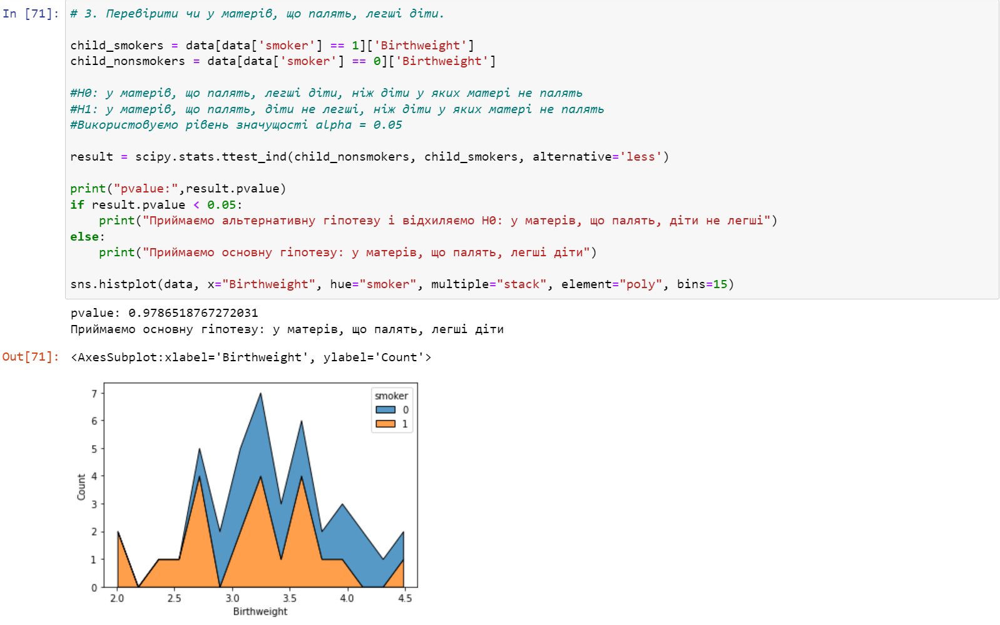 In [71]: # 3. Перевірити чи у матерів, що палять, легші діти.
child_smokers = data[data['smoker'] == 1]['Birthweight']
child_nonsmokers = data[data['smoker'] == 0]['Birthweight']
#H0: у матерів, що палять, легші діти, ніж діти у яких матері не палять
#H1: у матерів, що палять, діти не легші, ніж діти у яких матері не палять
#Використовуємо рівень значущості alpha = 0.05
result = scipy.stats.ttest_ind(child_nonsmokers, child_smokers, alternative='less')
print("pvalue:",result.pvalue)
if result.pvalue < 0.05:
    print("Приймаємо альтернативну гіпотезу і відхиляємо H0: у матерів, що палять, діти не легші")
else:
    print("Приймаємо основну гіпотезу: у матерів, що палять, легші діти")
sns.histplot(data, x="Birthweight", hue="smoker", multiple="stack", element="poly", bins=15)
pvalue: 0.9786518767272031
Приймаємо основну гіпотезу: у матерів, що палять, легші діти
Out[71]: <AxesSubplot:xlabel='Birthweight', ylabel='Count'>
smoker
0
1
7
6
5
4
3
2
1
0
Count
2.0 2.5 3.0 3.5 4.0 4.5
Birthweight